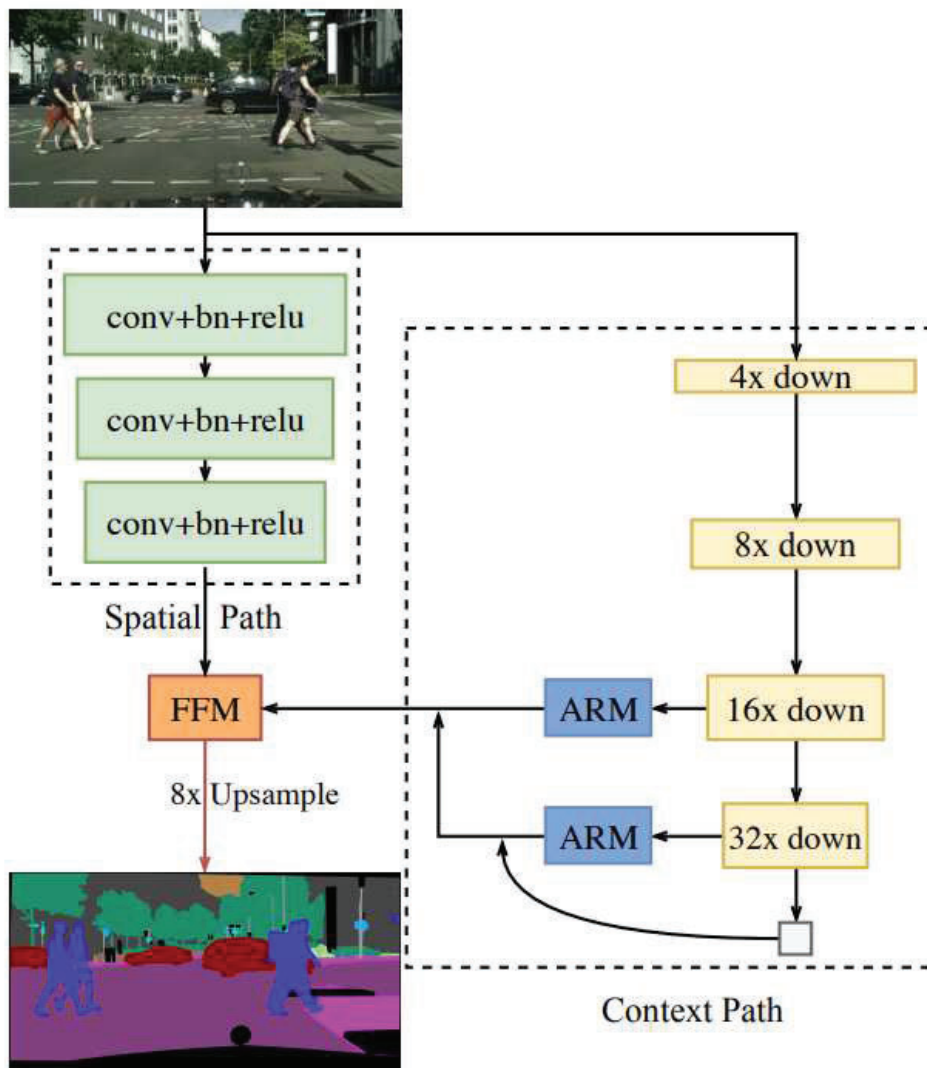 conv+bn+relu
conv+bn+relu
conv+bn+relu
Spatial Path
4x down
8x down
FFM
ARM
16x down
8x Upsample
ARM
32x down
Context Path